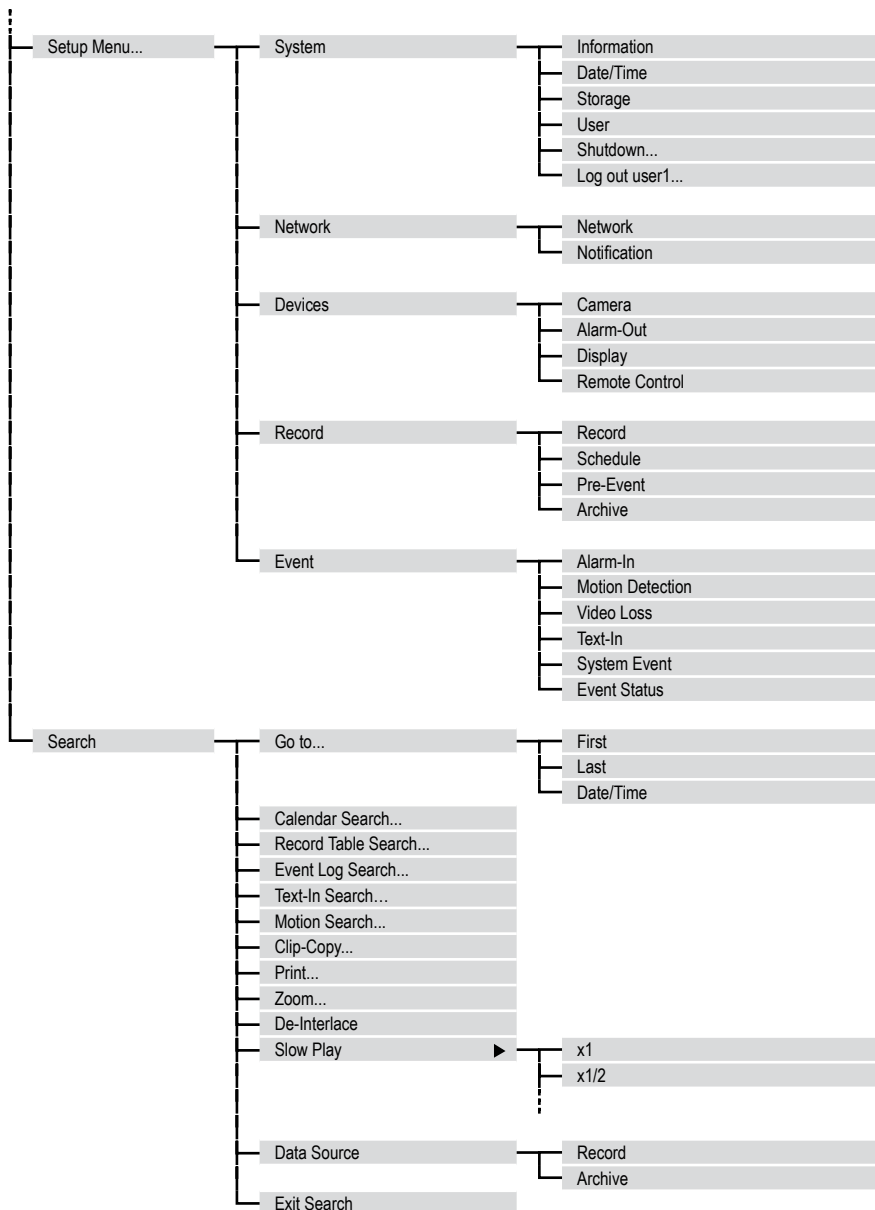 Setup Menu... System Information
Date/Time
Storage
User
Shutdown...
Log out user1...
Network Network
Notification
Devices Camera
Alarm-Out
Display
Remote Control
Record Record
Schedule
Pre-Event
Archive
Event Alarm-In
Motion Detection
Video Loss
Text-In
System Event
Event Status
Search Go to... First
Last
Date/Time
Calendar Search...
Record Table Search...
Event Log Search...
Text-In Search…
Motion Search...
Clip-Copy...
Print...
Zoom...
De-Interlace
Slow Play x1
x1/2
Data Source Record
Archive
Exit Search